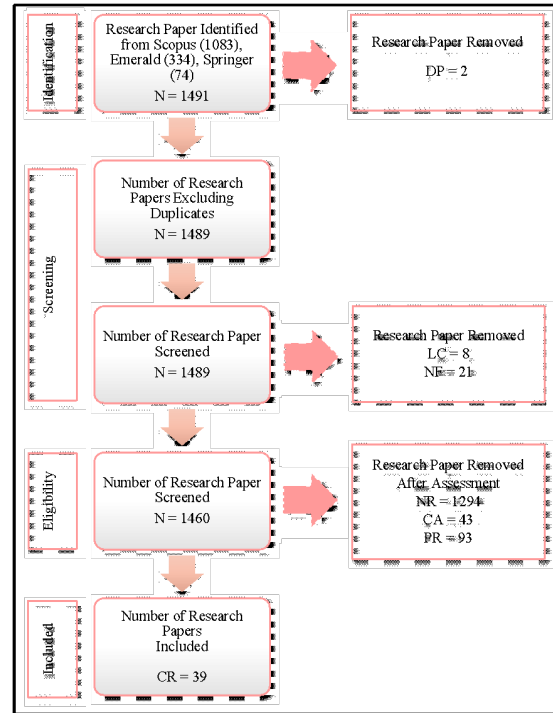 Identification
Research Paper Identified
from Scopus (1083),
Emerald (334), Springer
(74)
N = 1491
Research Paper Removed
DP = 2
Screening
Number of Research
Papers Excluding
Duplicates
N = 1489
Number of Research Paper
Screened
N = 1489
Research Paper Removed
LC = 8
NE = 21
Eligibility
Number of Research Paper
Screened
N = 1460
Research Paper Removed
After Assessment
NR = 1294
CA = 43
PR = 93
Included
Number of Research
Papers
Included
CR = 39